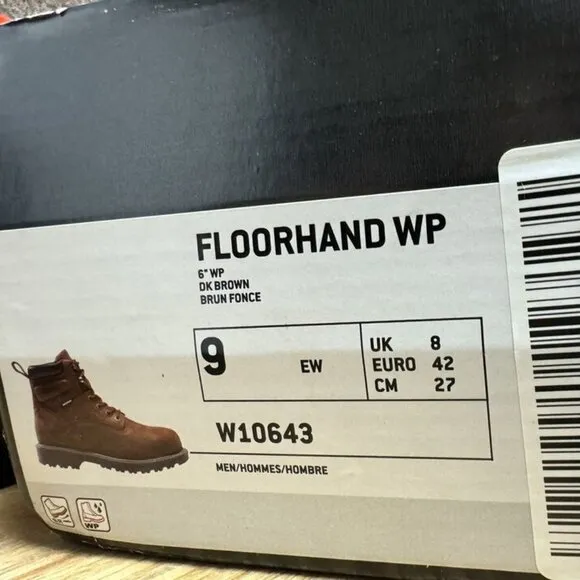 FLOORHAND WP
6" WP
DK BROWN
BRUN FONCE
9 EW
UK 8
EURO 42
CM 27
W10643
MEN/HOMMES/HOMBRE
WP